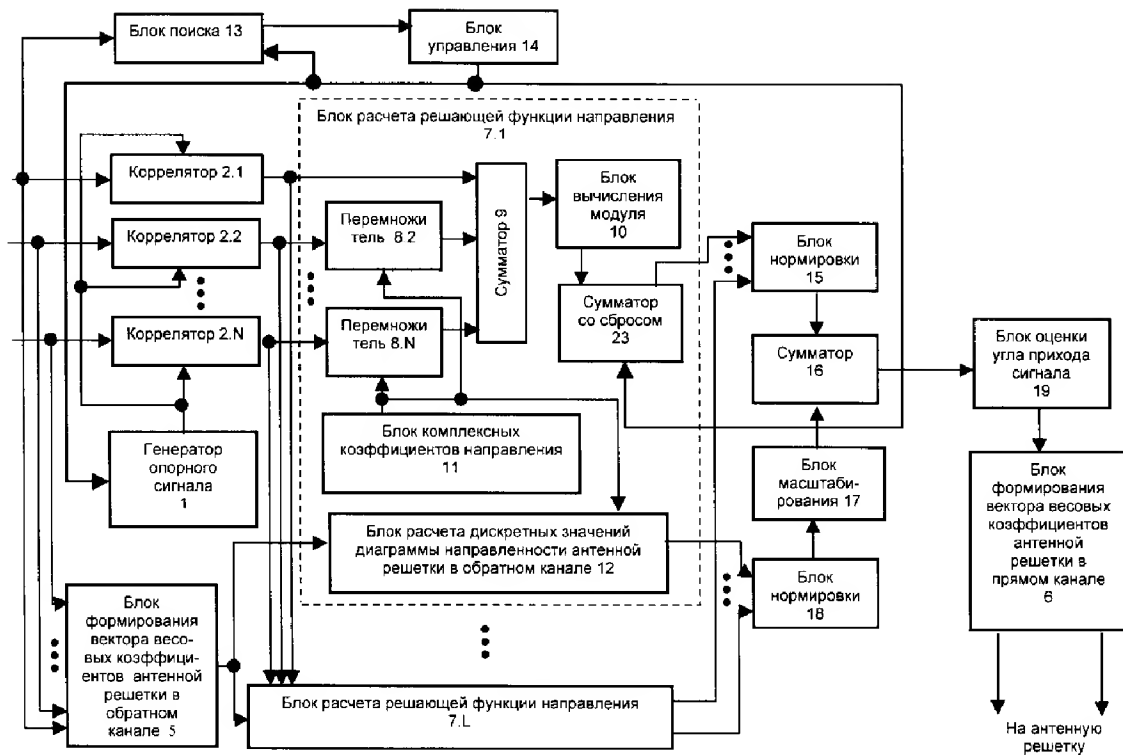 Блок поиска 13
Блок
управления 14
Блок расчета решающей функции направления
7.1
Коррелятор 2.1
Коррелятор 2.2
Коррелятор 2.N
Генератор
опорного
сигнала
1
Перемножи
тель 8.2
Перемножи
тель 8.N
Сумматор 9
Блок
вычисления
модуля
10
Сумматор
со сбросом
23
Блок комплексных
коэффициентов направления
11
Блок расчета дискретных значений
диаграммы направленности антенной
решетки в обратном канале 12
Блок
нормировки
15
Сумматор
16
Блок
масштаби-
рования 17
Блок
нормировки
18
Блок оценки
угла прихода
сигнала
19
Блок
формирования
вектора весовых
коэффициентов
антенной
решетки в
прямом канале
6
Блок
формирования
вектора весо-
вых коэффици-
ентов антенной
решетки в
обратном
канале 5
Блок расчета решающей функции направления
7.L
На антенную
решетку